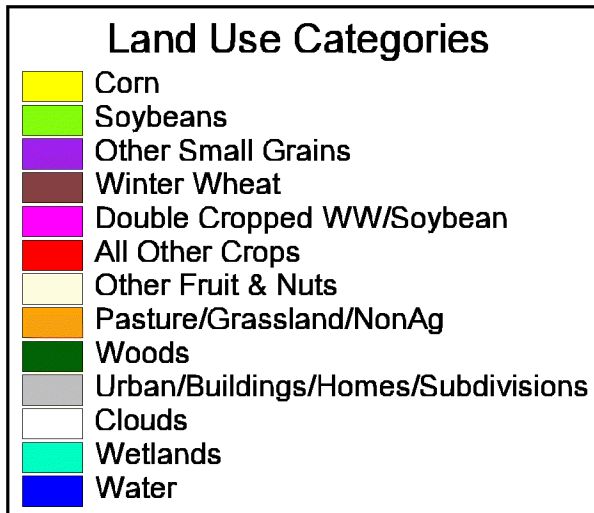 Land Use Categories
Corn
Soybeans
Other Small Grains
Winter Wheat
Double Cropped WW/Soybean
All Other Crops
Other Fruit & Nuts
Pasture/Grassland/NonAg
Woods
Urban/Buildings/Homes/Subdivisions
Clouds
Wetlands
Water